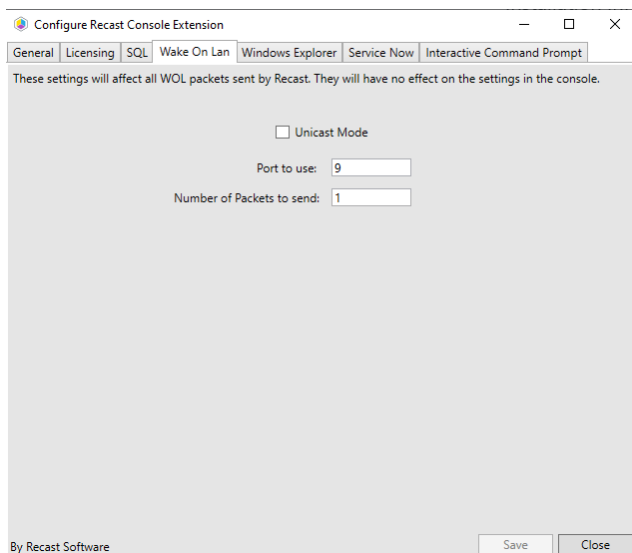 Configure Recast Console Extension
General Licensing SQL Wake On Lan Windows Explorer Service Now Interactive Command Prompt
These settings will affect all WOL packets sent by Recast. They will have no effect on the settings in the console.
Unicast Mode
Port to use: 9
Number of Packets to send: 1
By Recast Software Save Close